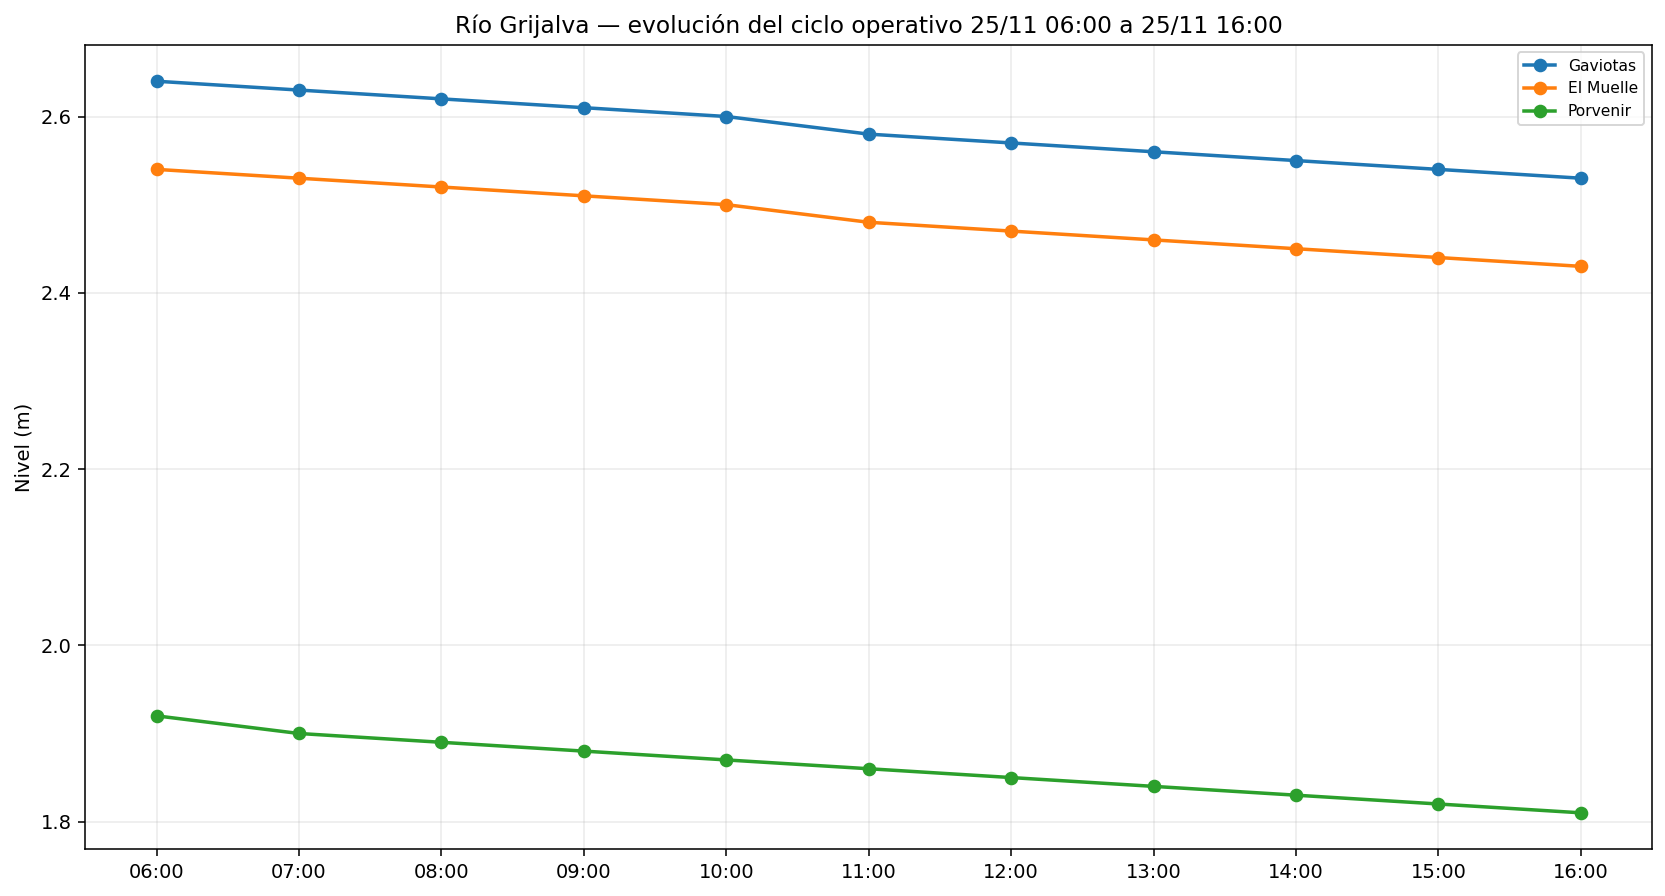 Río Grijalva — evolución del ciclo operativo 25/11 06:00 a 25/11 16:00
Gaviotas
El Muelle
Porvenir
Nivel (m)
2.6
2.4
2.2
2.0
1.8
06:00 07:00 08:00 09:00 10:00 11:00 12:00 13:00 14:00 15:00 16:00